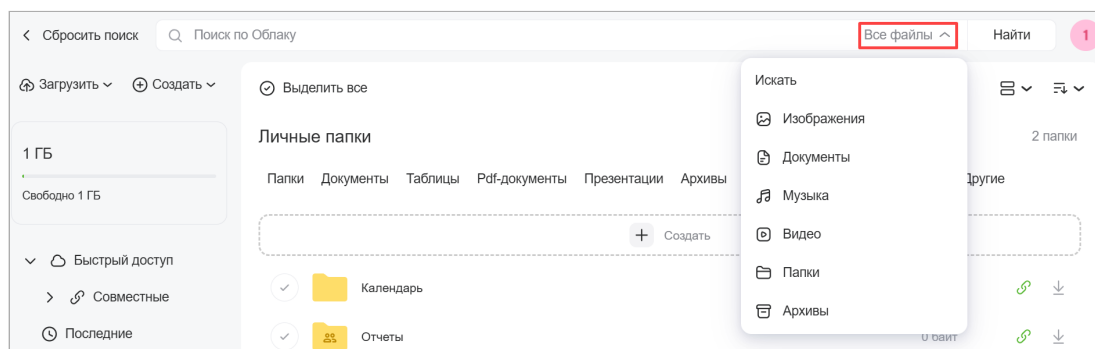 Сбросить поиск
Поиск по Облаку
Все файлы
Найти
1
Загрузить
Создать
Выделить все
Искать
Изображения
Документы
Музыка
Видео
Папки
Архивы
1 ГБ
Свободно 1 ГБ
Личные папки
2 папки
Папки Документы Таблицы Pdf-документы Презентации Архивы Другие
Создать
Быстрый доступ
Совместные
Последние
Календарь
Отчеты
0 байт